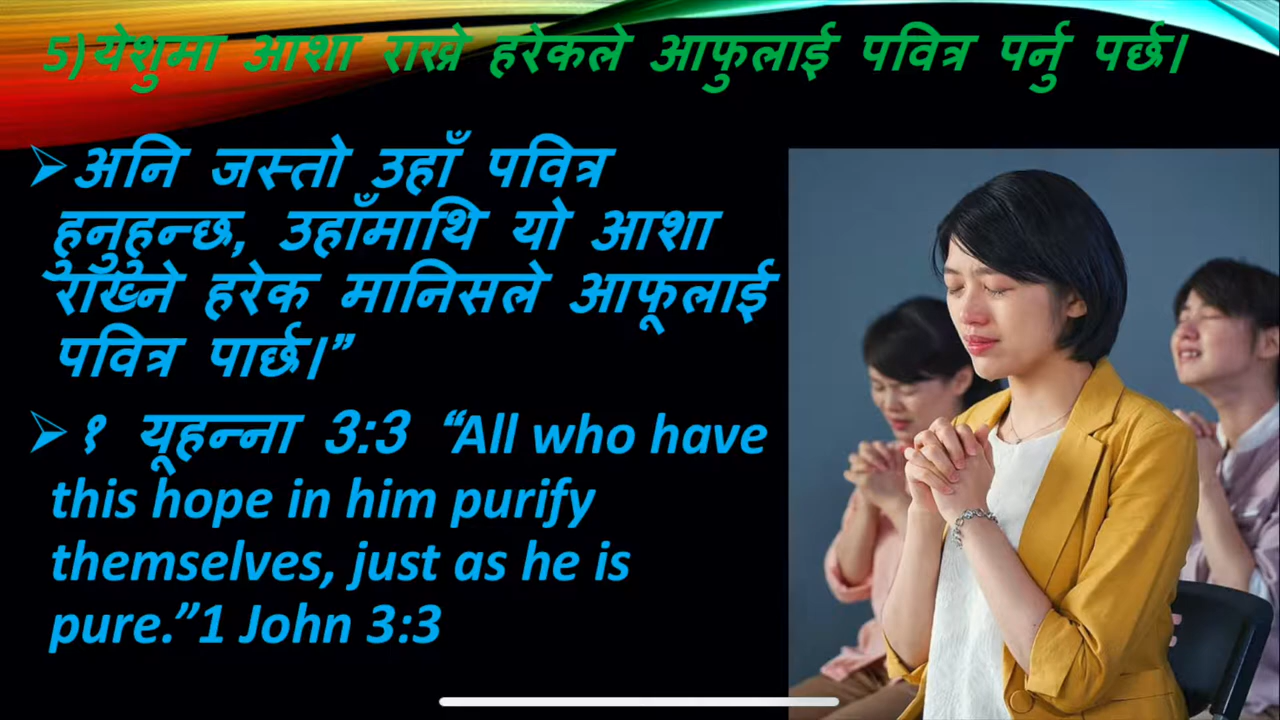 5)येशुमा आशा राख्ने हरेकले आफुलाई पवित्र पर्नु पर्छ।
➢अनि जस्तो उहाँ पवित्र
हुनुहुन्छ, उहाँमाथि यो आशा
राख्ने हरेक मानिसले आफूलाई
पवित्र पार्छ।”
➢१ यूहन्ना 3:3 “All who have
this hope in him purify
themselves, just as he is
pure.”1 John 3:3